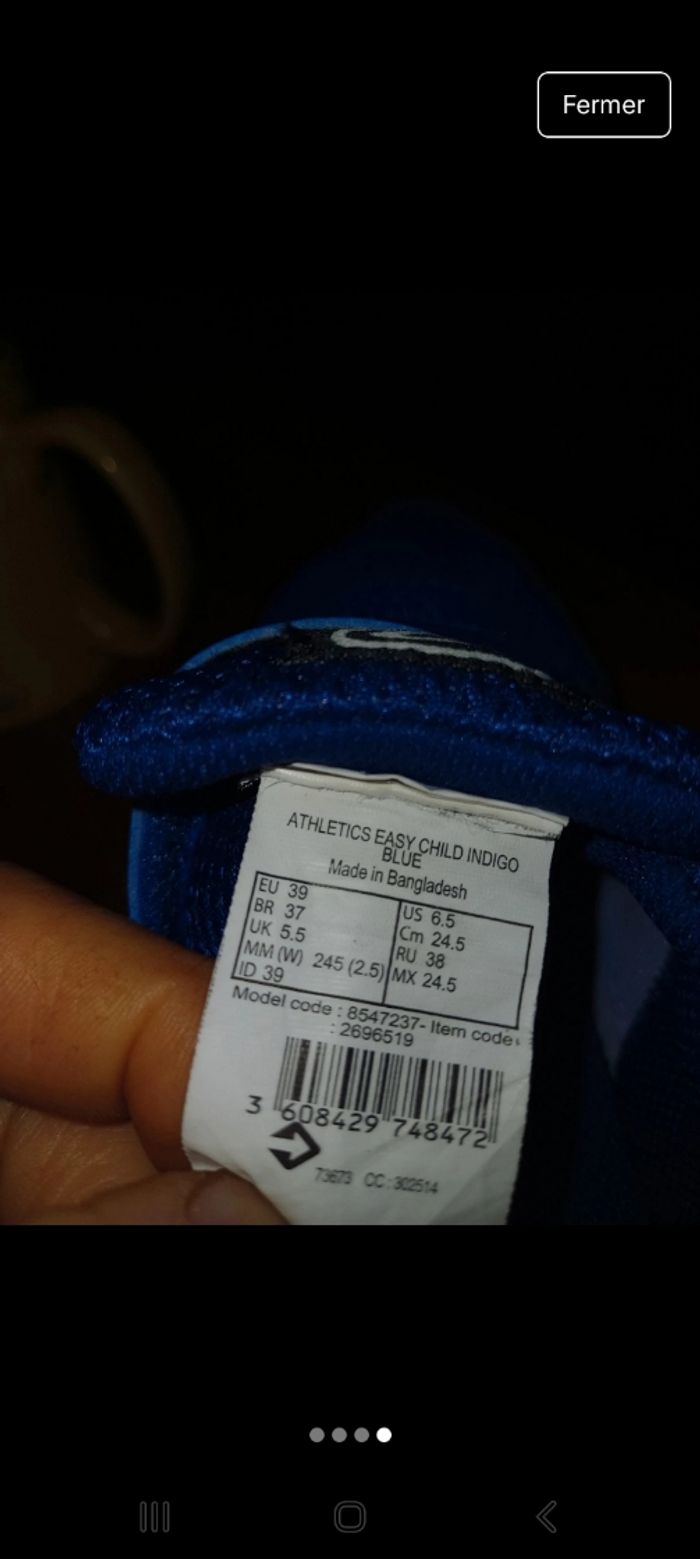 Fermer
ATHLETICS EASY CHILD INDIGO
BLUE
Made in Bangladesh
EU 39
BR 37
UK 5.5
MM (W) 245 (2.5)
ID 39
US 6.5
Cm 24.5
RU 38
MX 24.5
Model code : 8547237- Item code
: 2696519
3 608429 748472
73673 CC : 302514